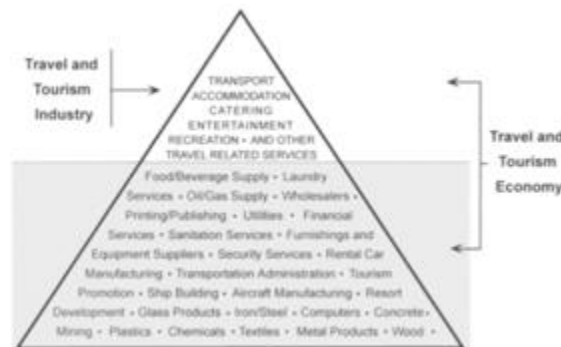 Travel and
Tourism
Industry
TRANSPORT
ACCOMMODATION
CATERING
ENTERTAINMENT
RECREATION • AND OTHER
TRAVEL RELATED SERVICES
Food/Beverage Supply • Laundry
Services • Oil/Gas Supply • Wholesalers •
Printing/Publishing • Utilities • Financial
Services • Sanitation Services • Furnishings and
Equipment Suppliers • Security Services • Rental Car
Manufacturing • Transportation Administration • Tourism
Promotion • Ship Building • Aircraft Manufacturing • Resort
Development • Glass Products • Iron/Steel • Computers • Concrete•
Mining • Plastics • Chemicals • Textiles • Metal Products • Wood •
Travel and
Tourism
Economy